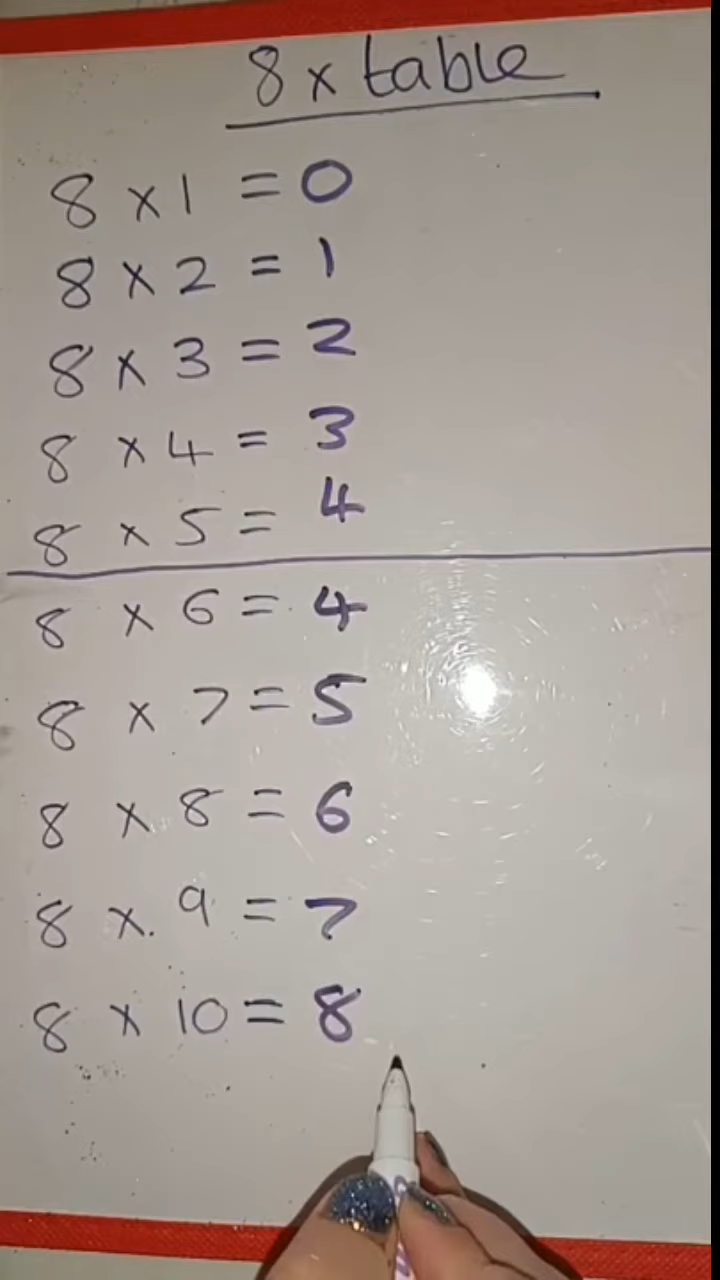 8 x table
8 x 1 = 0
8 x 2 = 1
8 x 3 = 2
8 x 4 = 3
8 x 5 = 4
8 x 6 = 4
8 x 7 = 5
8 x 8 = 6
8 x 9 = 7
8 x 10 = 8